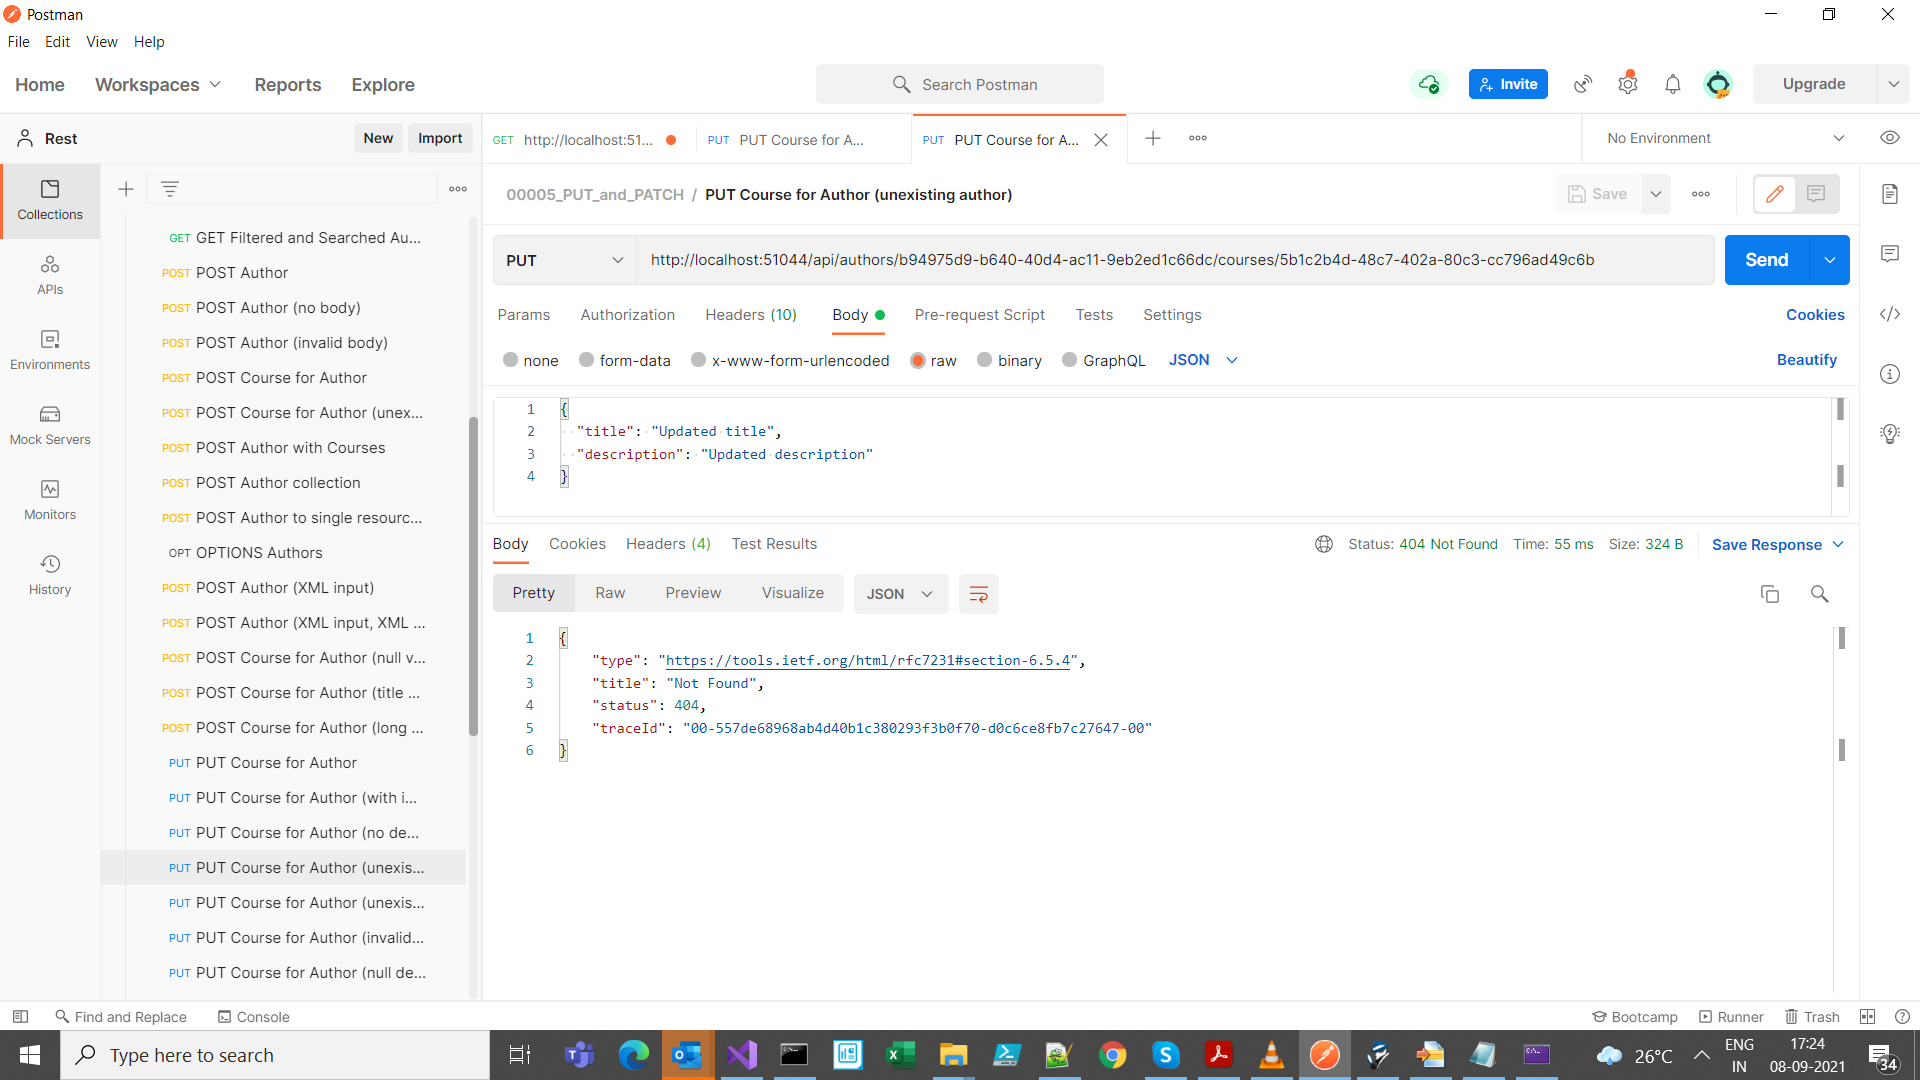 Postman
File Edit View Help
Home Workspaces Reports Explore
Search Postman
Invite
Upgrade
Rest
New Import
GET http://localhost:51...
PUT PUT Course for A...
PUT PUT Course for A...
No Environment
Collections
APIs
Environments
Mock Servers
Monitors
History
GET GET Filtered and Searched Au...
POST POST Author
POST POST Author (no body)
POST POST Author (invalid body)
POST POST Course for Author
POST POST Course for Author (unex...
POST POST Author with Courses
POST POST Author collection
POST POST Author to single resourc...
OPT OPTIONS Authors
POST POST Author (XML input)
POST POST Author (XML input, XML ...
POST POST Course for Author (null v...
POST POST Course for Author (title ...
POST POST Course for Author (long ...
PUT PUT Course for Author
PUT PUT Course for Author (with i...
PUT PUT Course for Author (no de...
PUT PUT Course for Author (unexis...
PUT PUT Course for Author (unexis...
PUT PUT Course for Author (invalid...
PUT PUT Course for Author (null de...
00005_PUT_and_PATCH / PUT Course for Author (unexisting author)
Save
PUT http://localhost:51044/api/authors/b94975d9-b640-40d4-ac11-9eb2ed1c66dc/courses/5b1c2b4d-48c7-402a-80c3-cc796ad49c6b
Send
Params Authorization Headers (10) Body Pre-request Script Tests Settings Cookies
none form-data x-www-form-urlencoded raw binary GraphQL JSON Beautify
1 {
2 "title": "Updated title",
3 "description": "Updated description"
4 }
Body Cookies Headers (4) Test Results Status: 404 Not Found Time: 55 ms Size: 324 B Save Response
Pretty Raw Preview Visualize JSON
1 {
2 "type": "https://tools.ietf.org/html/rfc7231#section-6.5.4",
3 "title": "Not Found",
4 "status": 404,
5 "traceId": "00-557de68968ab4d40b1c380293f3b0f70-d0c6ce8fb7c27647-00"
6 }
Find and Replace Console
Bootcamp Runner Trash
Type here to search
26°C
ENG
IN
17:24
08-09-2021
34